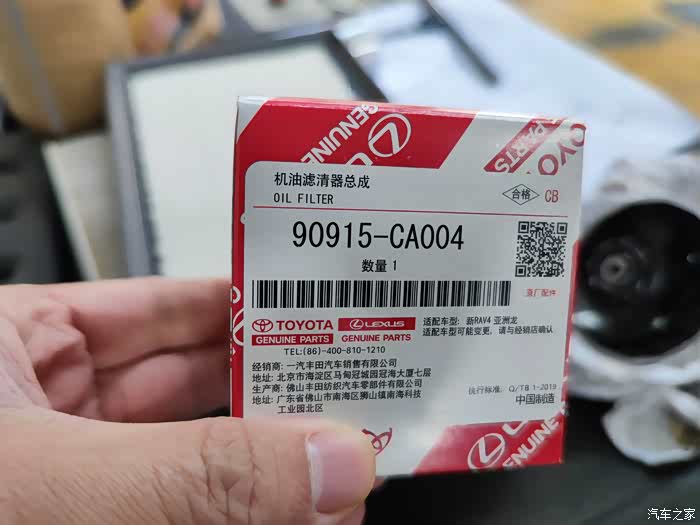 GENUINE
TOYO
PARTS
机油滤清器总成
OIL FILTER
合格 CB
90915-CA004
数量 1
原厂配件
TOYOTA LEXUS
GENUINE PARTS GENUINE PARTS
适配车型: 新RAV4 亚洲龙
适配车型可能变更, 请与经销店确认
TEL:(86)-400-810-1210
经销商: 一汽丰田汽车销售有限公司
地址: 北京市海淀区马甸冠城园冠海大厦七层
生产商: 佛山丰田纺织汽车零部件有限公司
地址: 广东省佛山市南海区狮山镇南海科技
工业园北区
执行标准: Q/TB 1-2019
中国制造
GENUINE
汽车之家